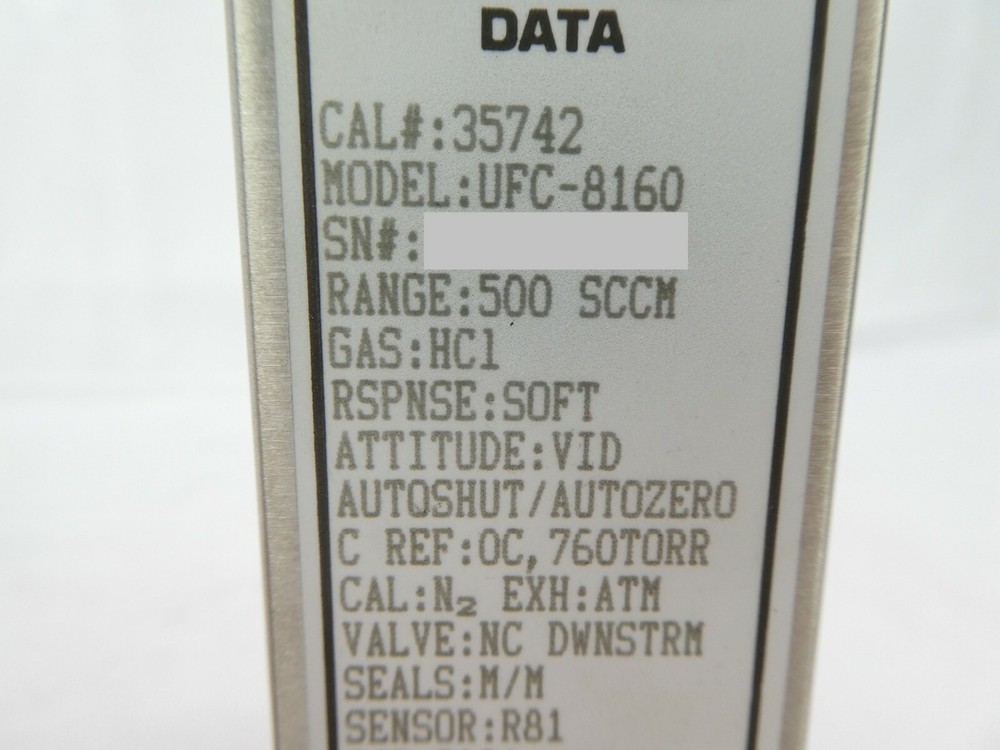 DATA
CAL#:35742
MODEL:UFC-8160
SN#:
RANGE:500 SCCM
GAS:HCl
RSPNSE:SOFT
ATTITUDE:VID
AUTOSHUT/AUTOZERO
C REF:0C,760TORR
CAL:N₂ EXH:ATM
VALVE:NC DWNSTRM
SEALS:M/M
SENSOR:R81